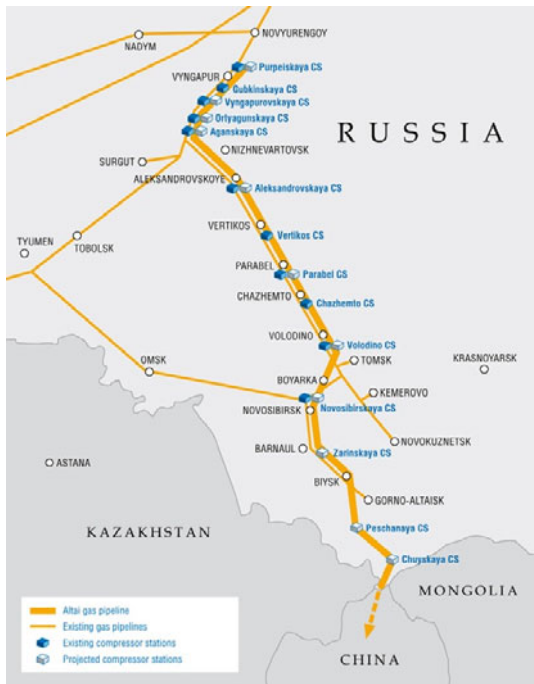 NOVYURENGOY
NADYM
Purpeiskaya CS
VYNGAPUR
Gubkinskaya CS
Vyngapurovskaya CS
Orlyagunskaya CS
Aganskaya CS
RUSSIA
NIZHNEVARTOVSK
SURGUT
ALEKSANDROVSKOYE
Aleksandrovskaya CS
VERTIKOS
Vertikos CS
TYUMEN
TOBOLSK
PARABEL
Parabel CS
CHAZHEMTO
Chazhemto CS
VOLODINO
Volodino CS
TOMSK
KRASNOYARSK
OMSK
BOYARKA
KEMEROVO
Novosibirskaya CS
NOVOSIBIRSK
NOVOKUZNETSK
BARNAUL
Zarinskaya CS
ASTANA
BIYSK
GORNO-ALTAISK
Peschanaya CS
KAZAKHSTAN
Chuyskaya CS
MONGOLIA
Altai gas pipeline
Existing gas pipelines
Existing compressor stations
Projected compressor stations
CHINA